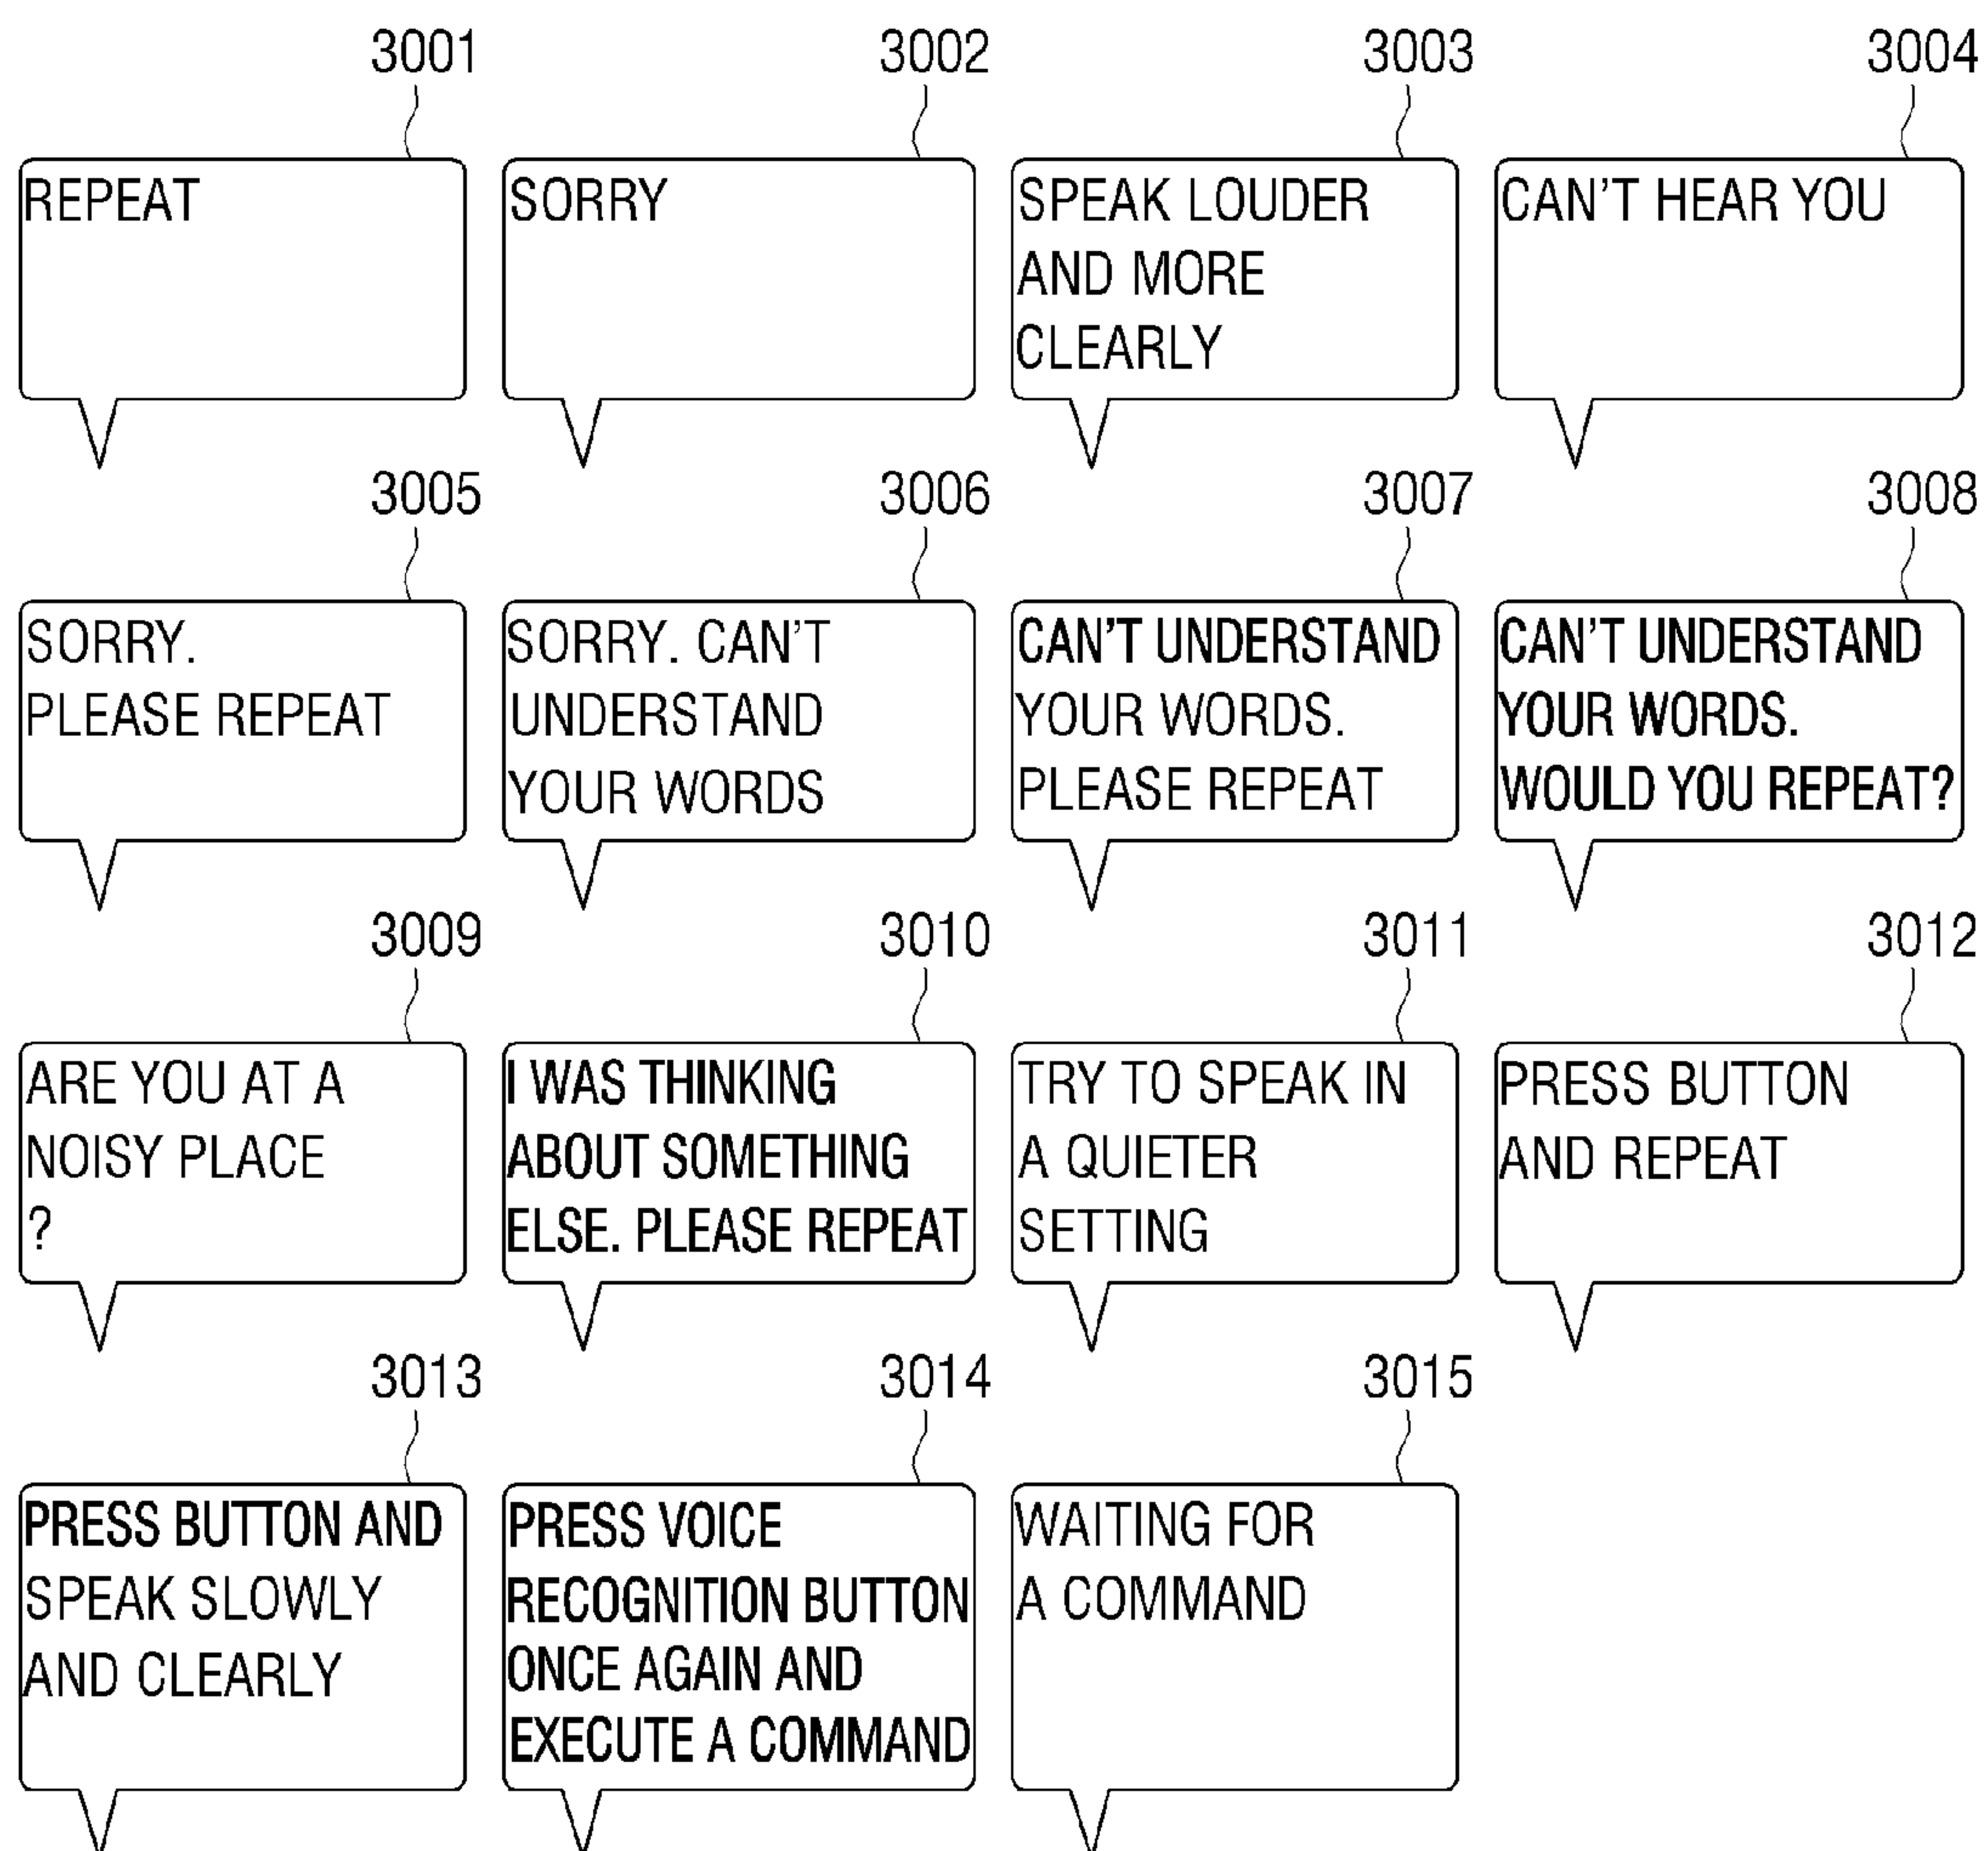 3001 3002 3003 3004
REPEAT
SORRY
SPEAK LOUDER
AND MORE
CLEARLY
CAN'T HEAR YOU
3005 3006 3007 3008
SORRY.
PLEASE REPEAT
SORRY. CAN'T
UNDERSTAND
YOUR WORDS
CAN'T UNDERSTAND
YOUR WORDS.
PLEASE REPEAT
CAN'T UNDERSTAND
YOUR WORDS.
WOULD YOU REPEAT?
3009 3010 3011 3012
ARE YOU AT A
NOISY PLACE
?
I WAS THINKING
ABOUT SOMETHING
ELSE. PLEASE REPEAT
TRY TO SPEAK IN
A QUIETER
SETTING
PRESS BUTTON
AND REPEAT
3013 3014 3015
PRESS BUTTON AND
SPEAK SLOWLY
AND CLEARLY
PRESS VOICE
RECOGNITION BUTTON
ONCE AGAIN AND
EXECUTE A COMMAND
WAITING FOR
A COMMAND